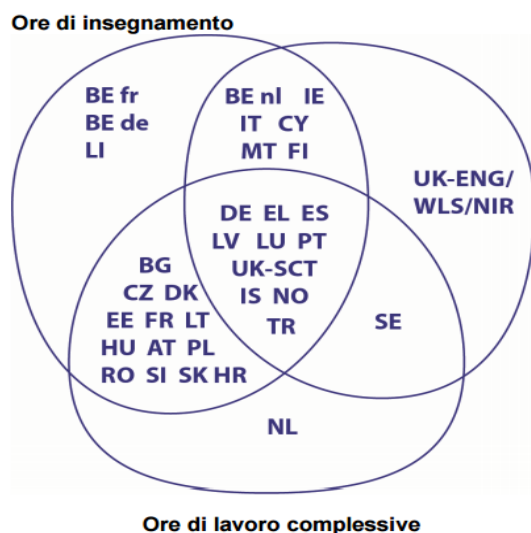 Ore di insegnamento
BE fr
BE de
LI
BE nl IE
IT CY
MT FI
UK-ENG/
WLS/NIR
DE EL ES
LV LU PT
UK-SCT
IS NO
TR
BG
CZ DK
EE FR LT
HU AT PL
RO SI SK HR
SE
NL
Ore di lavoro complessive